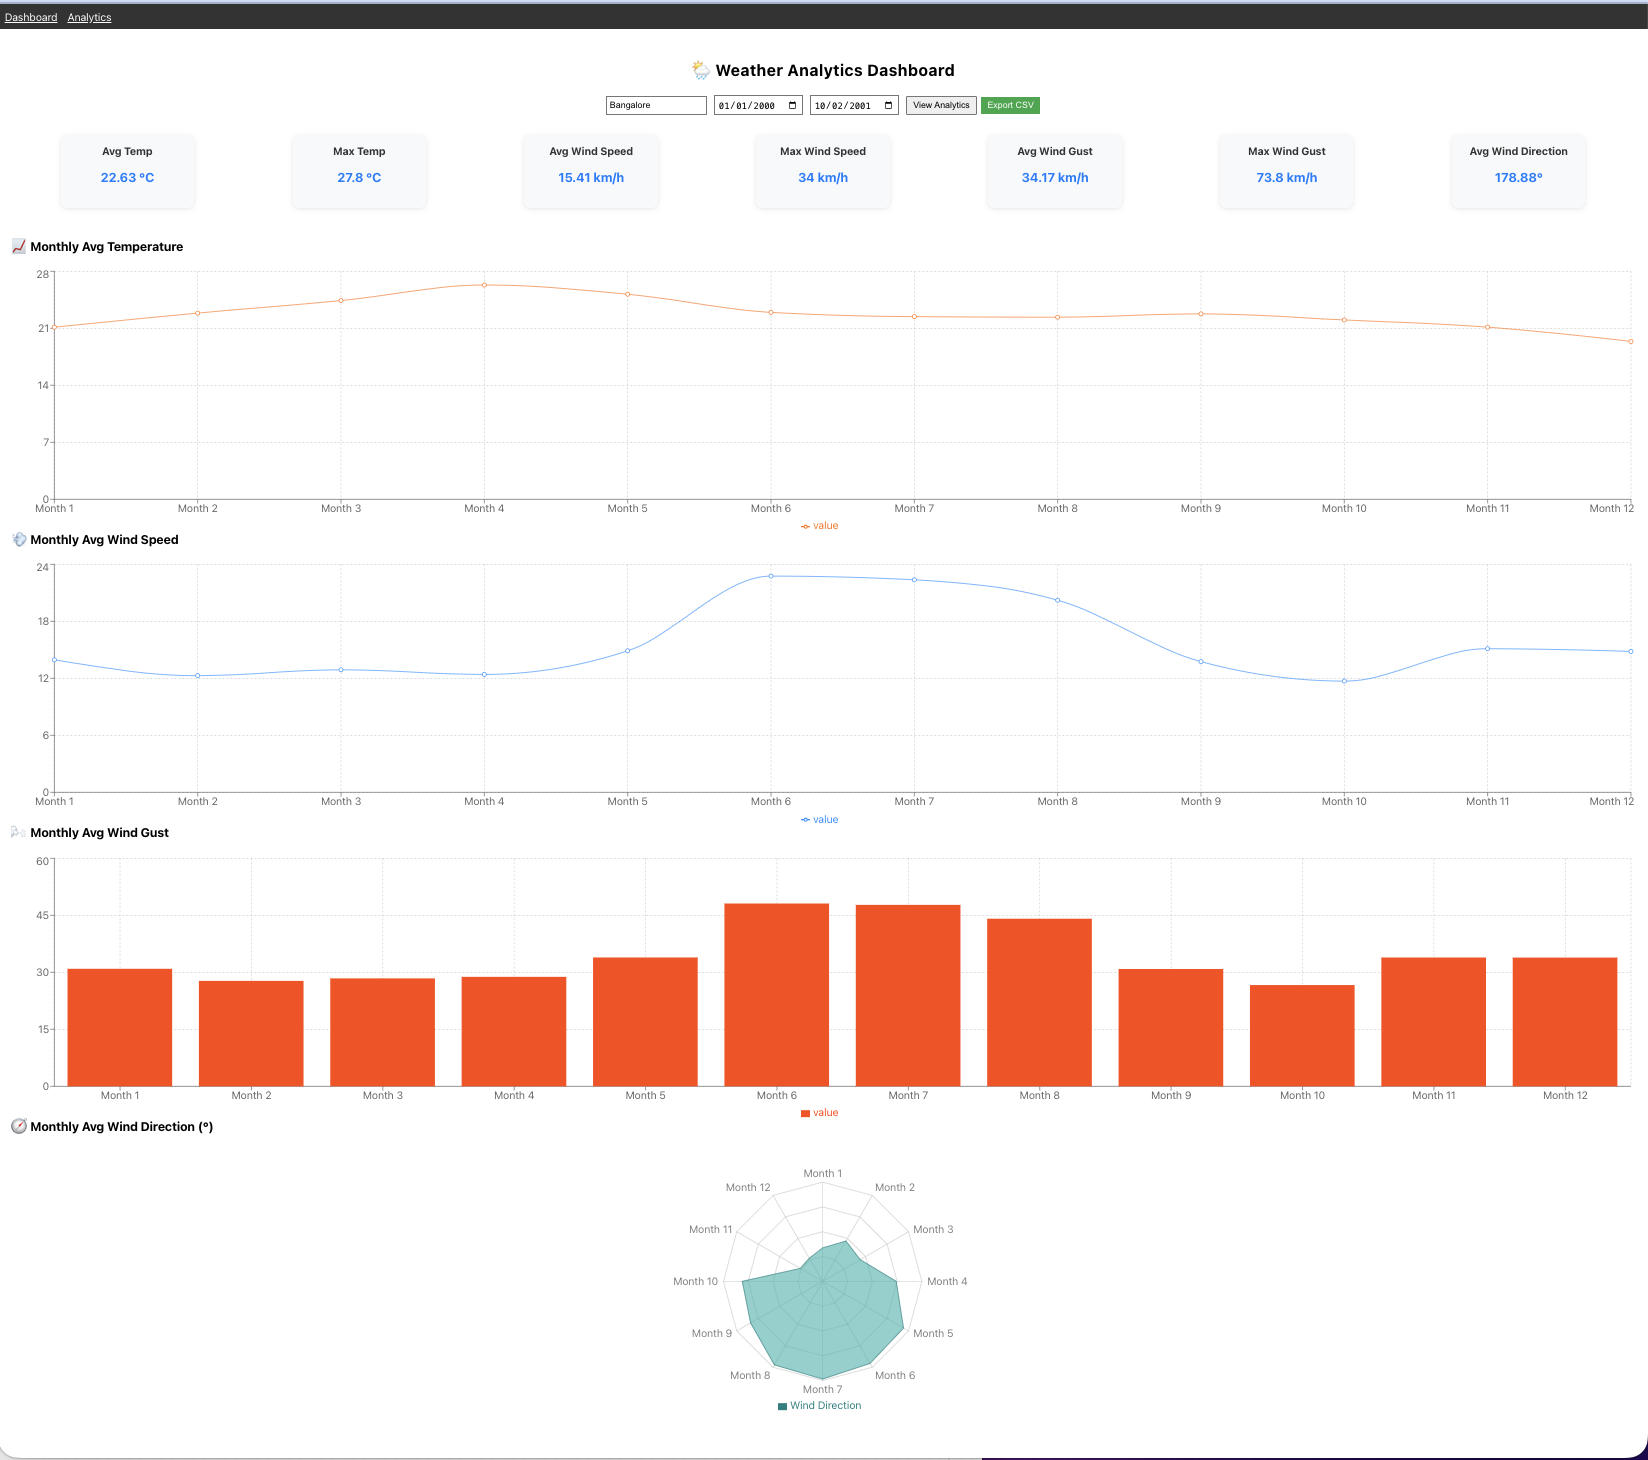 Dashboard Analytics
Weather Analytics Dashboard
Bangalore 01/01/2000 10/02/2001 View Analytics Export CSV
Avg Temp Max Temp Avg Wind Speed Max Wind Speed Avg Wind Gust Max Wind Gust Avg Wind Direction
22.63 °C 27.8 °C 15.41 km/h 34 km/h 34.17 km/h 73.8 km/h 178.88°
Monthly Avg Temperature
28
21
14
7
0
Month 1 Month 2 Month 3 Month 4 Month 5 Month 6 Month 7 Month 8 Month 9 Month 10 Month 11 Month 12
value
Monthly Avg Wind Speed
24
18
12
6
0
Month 1 Month 2 Month 3 Month 4 Month 5 Month 6 Month 7 Month 8 Month 9 Month 10 Month 11 Month 12
value
Monthly Avg Wind Gust
60
45
30
15
0
Month 1 Month 2 Month 3 Month 4 Month 5 Month 6 Month 7 Month 8 Month 9 Month 10 Month 11 Month 12
value
Monthly Avg Wind Direction (°)
Month 1
Month 12 Month 2
Month 11 Month 3
Month 10 Month 4
Month 9 Month 5
Month 8 Month 6
Month 7
Wind Direction